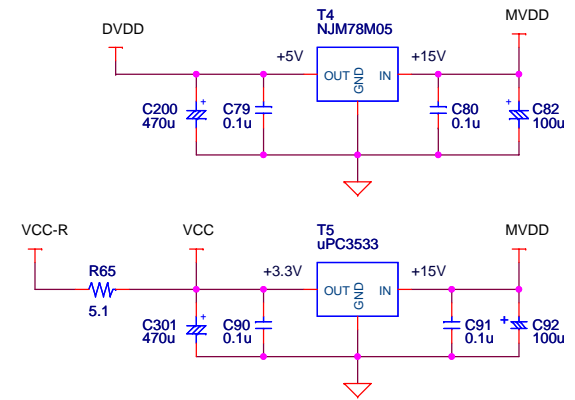 T4
NJM78M05
DVDD
MVDD
+5V
+15V
OUT
GND
IN
C200
470u
C79
0.1u
C80
0.1u
+
C82
100u
+
T5
uPC3533
VCC-R
VCC
MVDD
R65
5.1
+3.3V
+15V
OUT
GND
IN
C301
470u
+
C90
0.1u
C91
0.1u
+
C92
100u